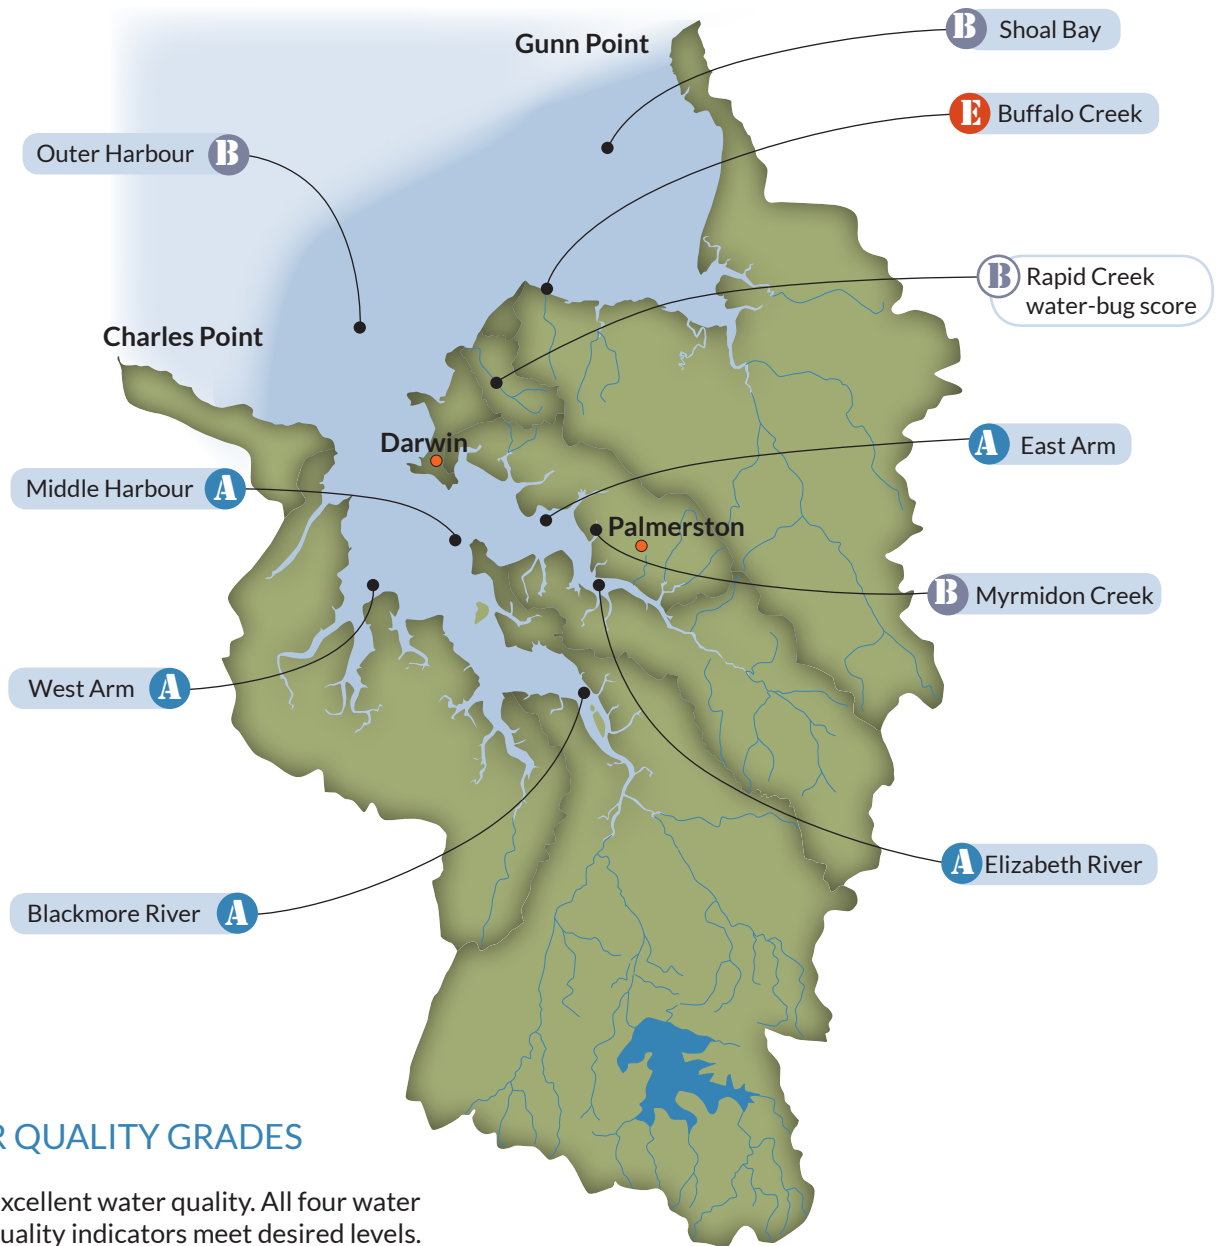 Gunn Point
B Shoal Bay
E Buffalo Creek
Outer Harbour B
B Rapid Creek
water-bug score
Charles Point
Darwin
A East Arm
Middle Harbour A
Palmerston
B Myrmidon Creek
West Arm A
A Elizabeth River
Blackmore River A
R QUALITY GRADES
xcellent water quality. All four water
uality indicators meet desired levels.